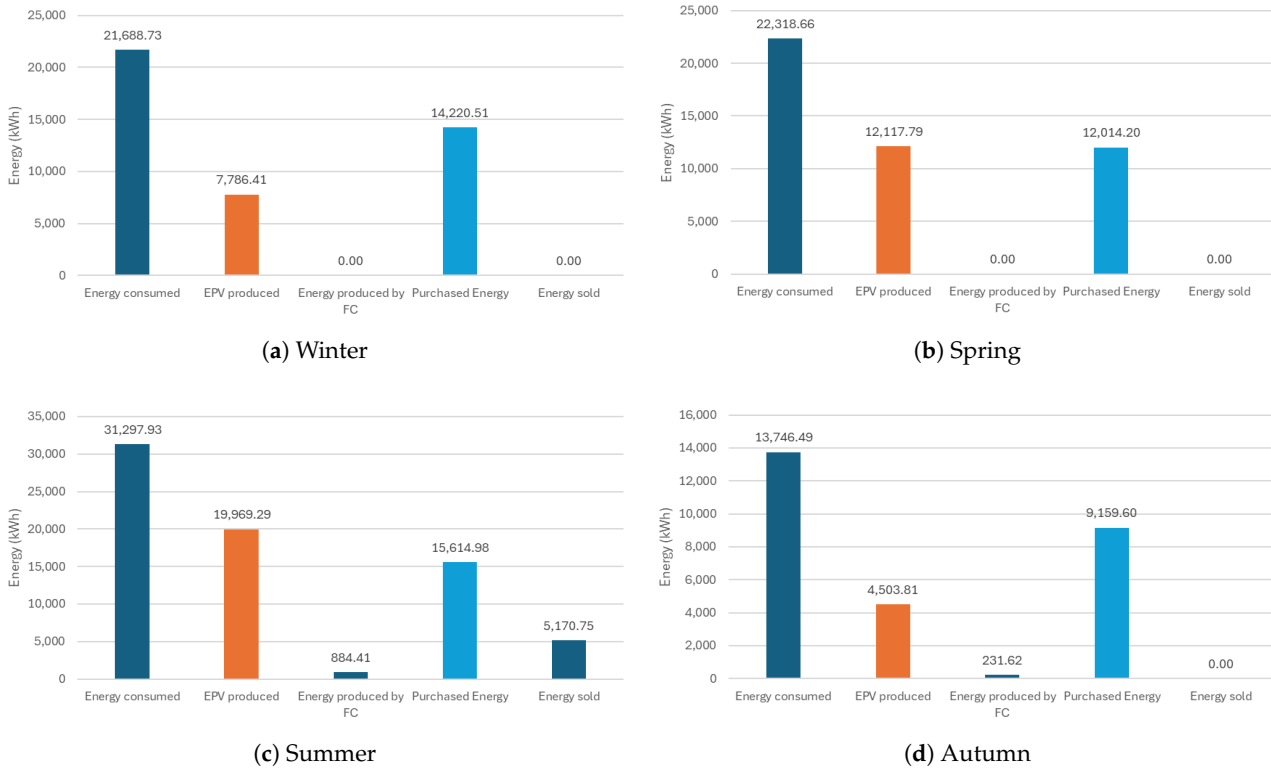 25,000
20,000
15,000
10,000
5,000
0
Energy (kWh)
21,688.73
7,786.41
0.00
14,220.51
0.00
Energy consumed
EPV produced
Energy produced by
FC
Purchased Energy
Energy sold
(a) Winter
25,000
20,000
15,000
10,000
5,000
0
Energy (kWh)
22,318.66
12,117.79
0.00
12,014.20
0.00
Energy consumed
EPV produced
Energy produced by
FC
Purchased Energy
Energy sold
(b) Spring
35,000
30,000
25,000
20,000
15,000
10,000
5,000
0
Energy (kWh)
31,297.93
19,969.29
884.41
15,614.98
5,170.75
Energy consumed
EPV produced
Energy produced by
FC
Purchased Energy
Energy sold
(c) Summer
16,000
14,000
12,000
10,000
8,000
6,000
4,000
2,000
0
Energy (kWh)
13,746.49
4,503.81
231.62
9,159.60
0.00
Energy consumed
EPV produced
Energy produced by
FC
Purchased Energy
Energy sold
(d) Autumn